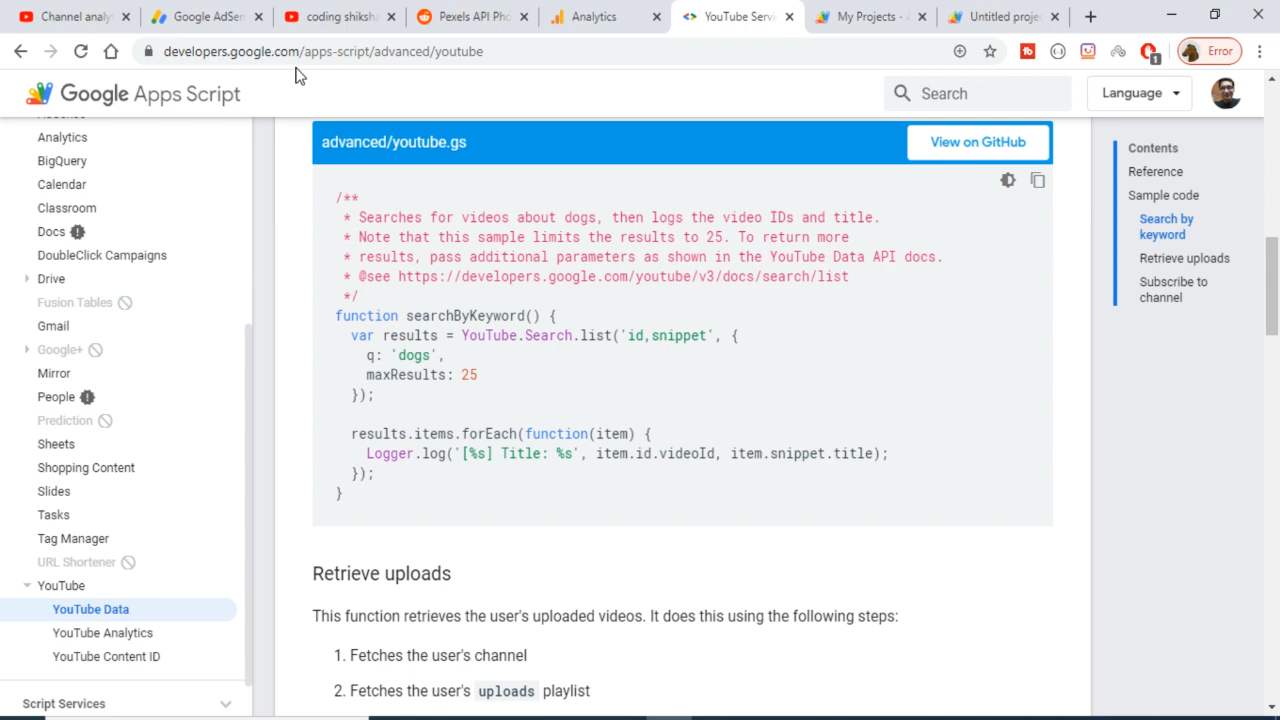 Channel analyt
Google AdSen
coding shiksha
Pexels API Pho
Analytics
YouTube Servi
My Projects - A
Untitled projec
developers.google.com/apps-script/advanced/youtube
1
Error
Google Apps Script
Search
Language
Analytics
BigQuery
Calendar
Classroom
Docs
DoubleClick Campaigns
Drive
Fusion Tables
Gmail
Google+
Mirror
People
Prediction
Sheets
Shopping Content
Slides
Tasks
Tag Manager
URL Shortener
YouTube
YouTube Data
YouTube Analytics
YouTube Content ID
Script Services
advanced/youtube.gs
View on GitHub
/**
* Searches for videos about dogs, then logs the video IDs and title.
* Note that this sample limits the results to 25. To return more
* results, pass additional parameters as shown in the YouTube Data API docs.
* @see https://developers.google.com/youtube/v3/docs/search/list
*/
function searchByKeyword() {
var results = YouTube.Search.list('id,snippet', {
q: 'dogs',
maxResults: 25
});
results.items.forEach(function(item) {
Logger.log('[%s] Title: %s', item.id.videoId, item.snippet.title);
});
}
Retrieve uploads
This function retrieves the user's uploaded videos. It does this using the following steps:
1. Fetches the user's channel
2. Fetches the user's uploads playlist
Contents
Reference
Sample code
Search by
keyword
Retrieve uploads
Subscribe to
channel